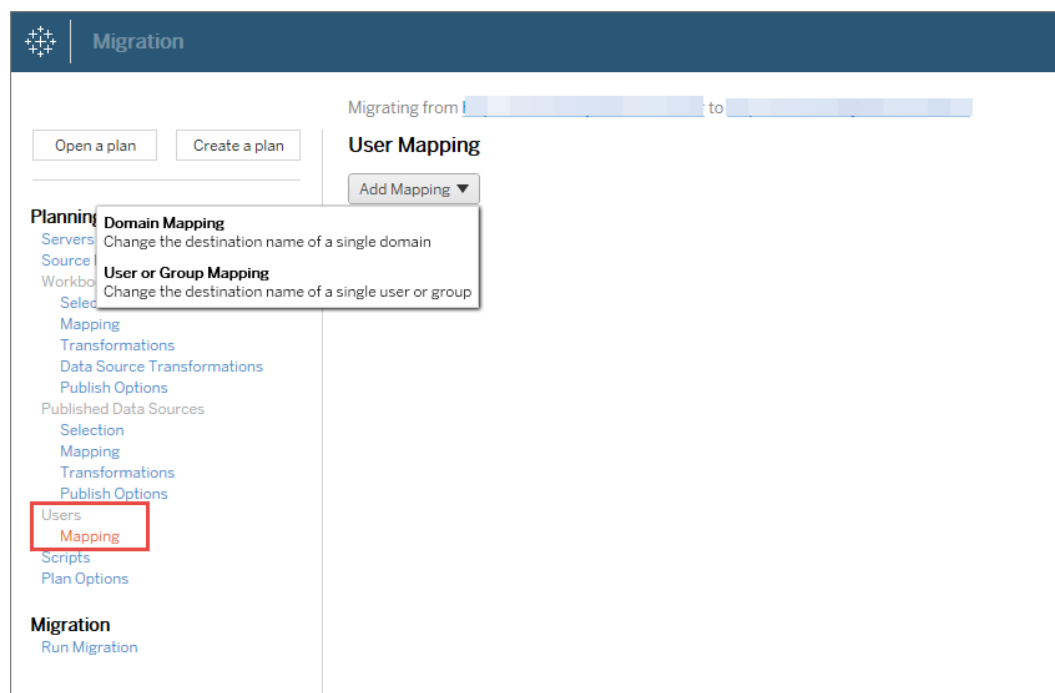 Migration
Migrating from to
Open a plan
Create a plan
User Mapping
Add Mapping ▼
Planning
Domain Mapping
Change the destination name of a single domain
User or Group Mapping
Change the destination name of a single user or group
Servers
Source
Selec
Mapping
Transformations
Data Source Transformations
Publish Options
Published Data Sources
Selection
Mapping
Transformations
Publish Options
Users
Mapping
Scripts
Plan Options
Migration
Run Migration